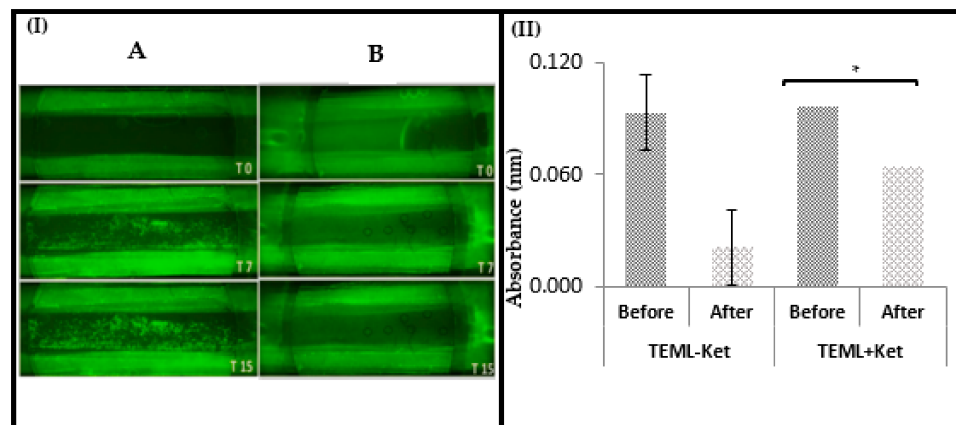 (I)
A
B
T 0
T 0
T 7
T 7
T 15
T 15
(II)
Absorbance (nm)
0.120
0.060
0.000
*
Before
After
Before
After
TEML-Ket
TEML+Ket